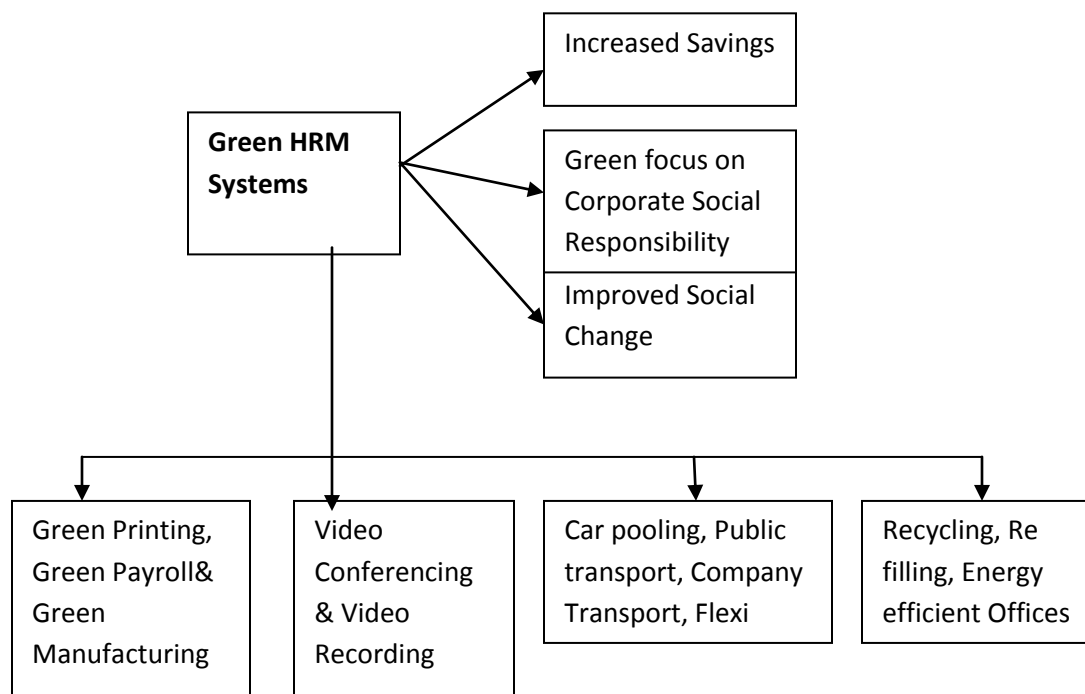 Increased Savings
Green HRM
Systems
Green focus on
Corporate Social
Responsibility
Improved Social
Change
Green Printing,
Green Payroll&
Green
Manufacturing
Video
Conferencing
& Video
Recording
Car pooling, Public
transport, Company
Transport, Flexi
Recycling, Re
filling, Energy
efficient Offices